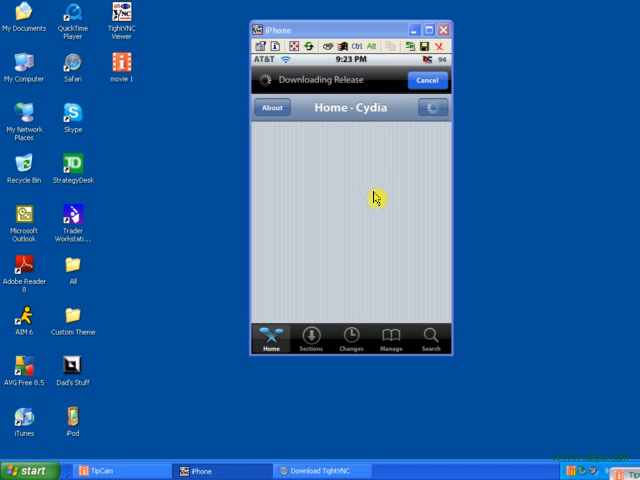 My Documents
QuickTime Player
TightVNC Viewer
My Computer
Safari
movie 1
My Network Places
Skype
Recycle Bin
StrategyDesk
Microsoft Outlook
Trader Workstati...
Adobe Reader 8
All
AIM 6
Custom Theme
AVG Free 8.5
Dad's Stuff
iTunes
iPod
iPhone
Ctrl Alt
AT&T 9:23 PM 94
Downloading Release Cancel
About Home · Cydia
Home Sections Changes Manage Search
start TipCam iPhone Download TightVNC